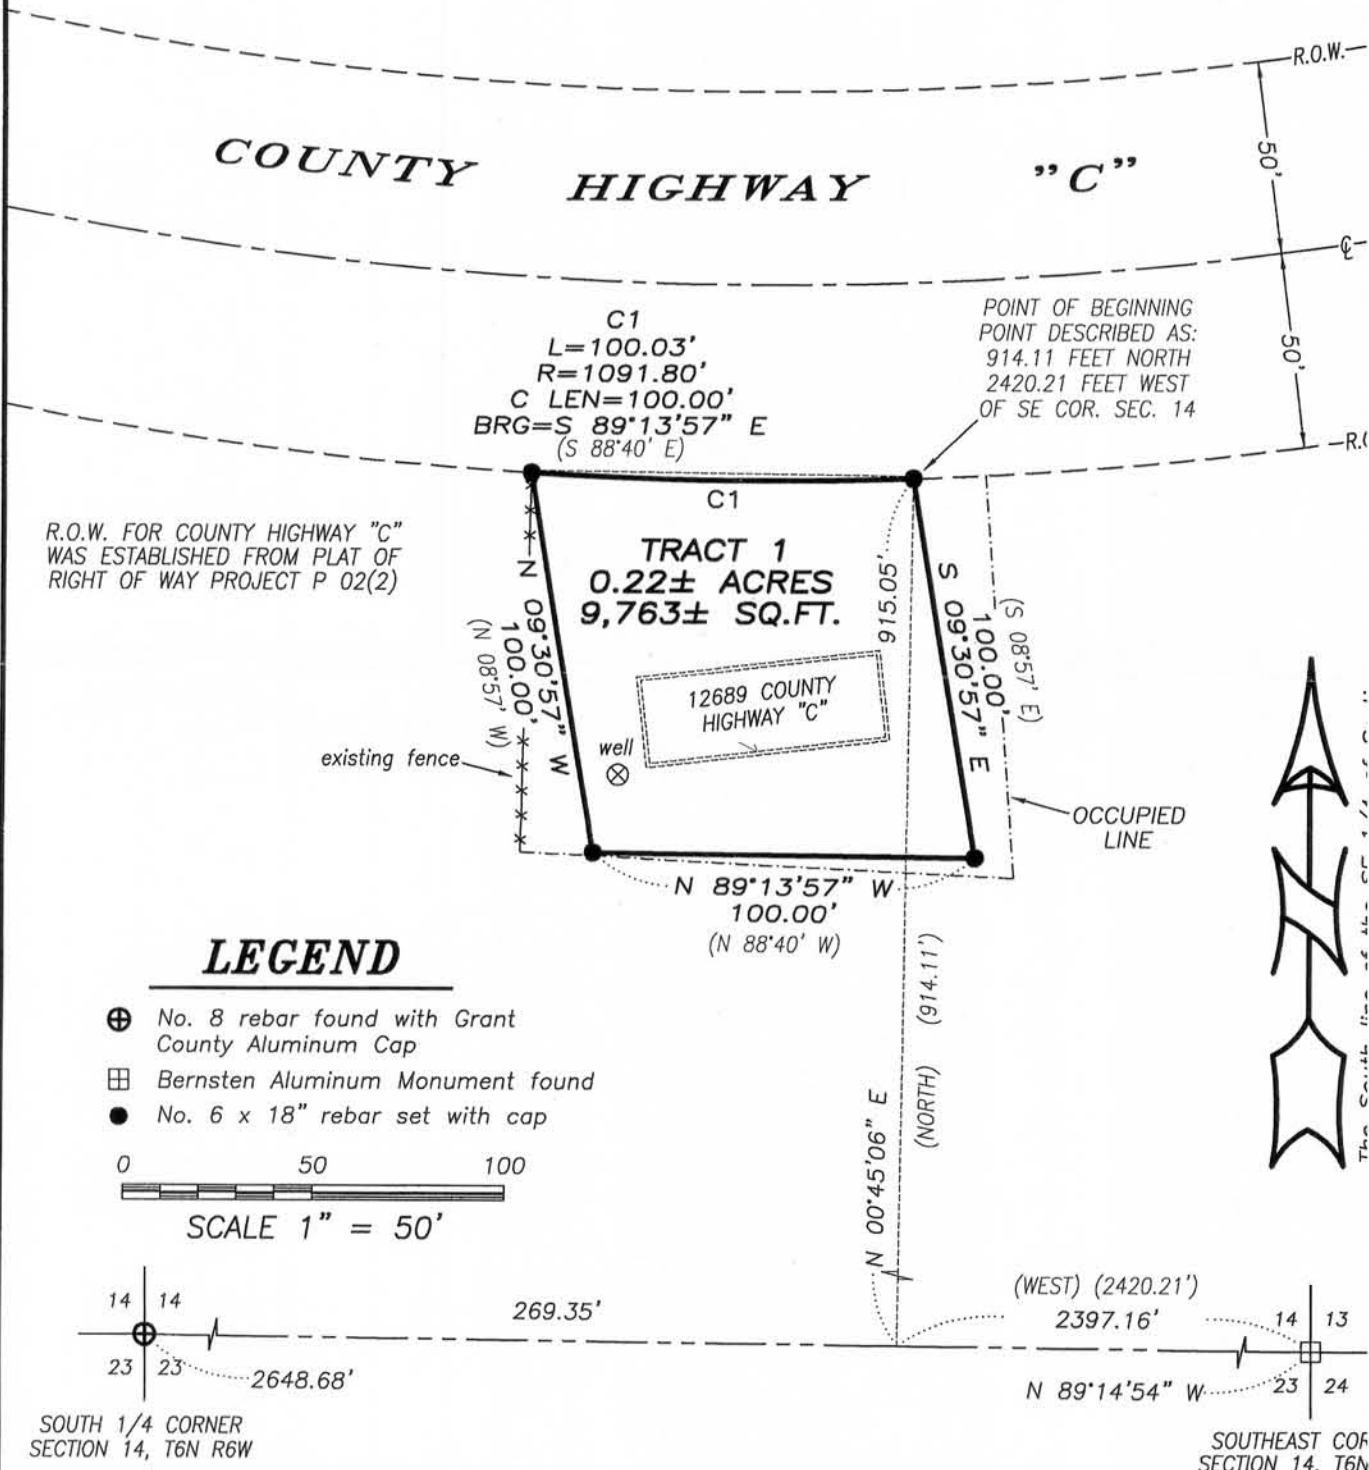 R.O.W.
COUNTY HIGHWAY "C"
50'
℄
50'
C1
L=100.03'
R=1091.80'
C LEN=100.00'
BRG=S 89°13'57" E
(S 88°40' E)
POINT OF BEGINNING
POINT DESCRIBED AS:
914.11 FEET NORTH
2420.21 FEET WEST
OF SE COR. SEC. 14
C1
R.O.W. FOR COUNTY HIGHWAY "C"
WAS ESTABLISHED FROM PLAT OF
RIGHT OF WAY PROJECT P 02(2)
TRACT 1
0.22± ACRES
9,763± SQ.FT.
N 09°30'57" W
100.00'
(N 08°57' W)
915.05'
S 09°30'57" E
100.00'
(S 08°57' E)
12689 COUNTY
HIGHWAY "C"
well
existing fence
OCCUPIED
LINE
N 89°13'57" W
100.00'
(N 88°40' W)
(NORTH) (914.11')
N 00°45'06" E
LEGEND
No. 8 rebar found with Grant
County Aluminum Cap
Bernsten Aluminum Monument found
No. 6 x 18" rebar set with cap
0 50 100
SCALE 1" = 50'
N
14 14
23 23
269.35'
2648.68'
(WEST) (2420.21')
2397.16'
N 89°14'54" W
14 13
23 24
SOUTH 1/4 CORNER
SECTION 14, T6N R6W
SOUTHEAST COR
SECTION 14, T6N